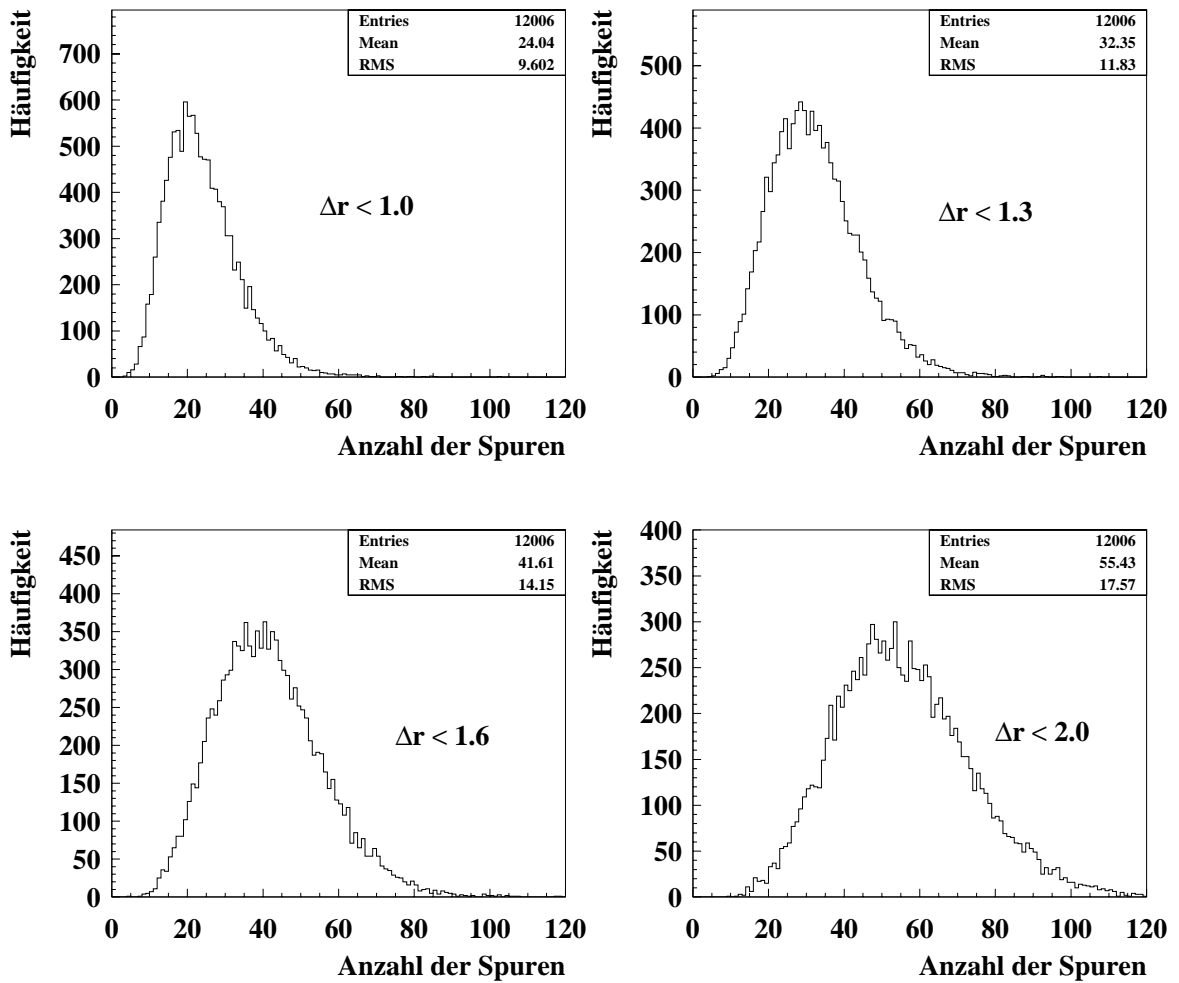 Häufigkeit
Entries 12006
Mean 24.04
RMS 9.602
Δr < 1.0
700
600
500
400
300
200
100
0
0 20 40 60 80 100 120
Anzahl der Spuren
Häufigkeit
Entries 12006
Mean 32.35
RMS 11.83
Δr < 1.3
500
400
300
200
100
0
0 20 40 60 80 100 120
Anzahl der Spuren
Häufigkeit
Entries 12006
Mean 41.61
RMS 14.15
Δr < 1.6
450
400
350
300
250
200
150
100
50
0
0 20 40 60 80 100 120
Anzahl der Spuren
Häufigkeit
Entries 12006
Mean 55.43
RMS 17.57
Δr < 2.0
400
350
300
250
200
150
100
50
0
0 20 40 60 80 100 120
Anzahl der Spuren